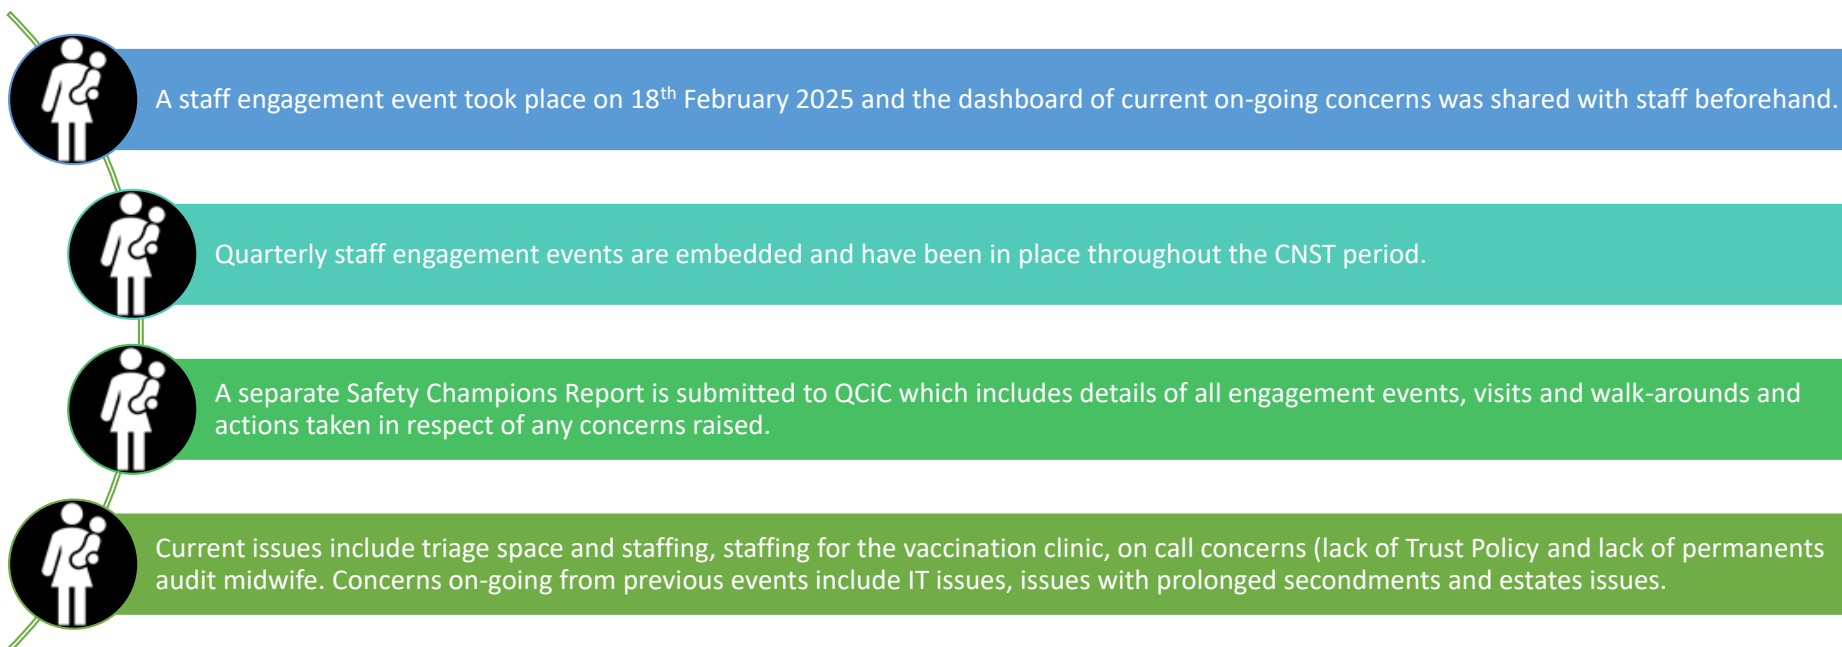 A staff engagement event took place on 18th February 2025 and the dashboard of current on-going concerns was shared with staff beforehand.
Quarterly staff engagement events are embedded and have been in place throughout the CNST period.
A separate Safety Champions Report is submitted to QCiC which includes details of all engagement events, visits and walk-arounds and
actions taken in respect of any concerns raised.
Current issues include triage space and staffing, staffing for the vaccination clinic, on call concerns (lack of Trust Policy and lack of permanents
audit midwife. Concerns on-going from previous events include IT issues, issues with prolonged secondments and estates issues.